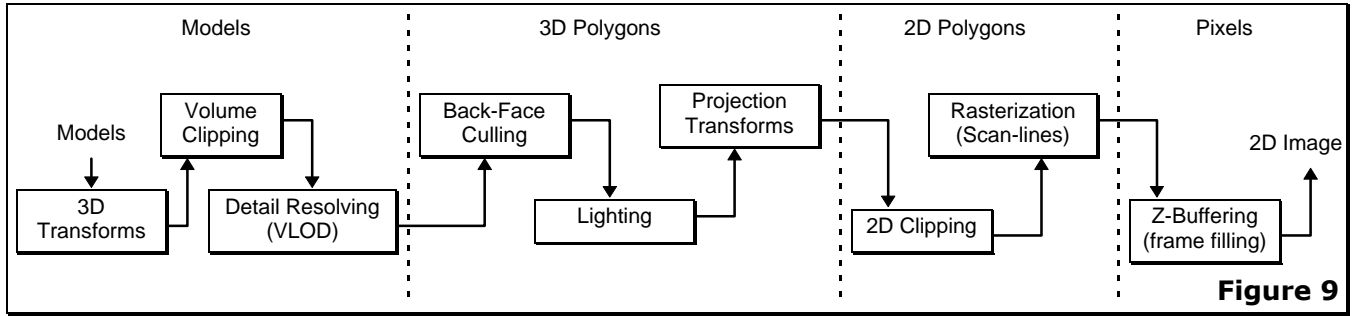 Models
3D Polygons
2D Polygons
Pixels
Models
3D
Transforms
Volume
Clipping
Detail Resolving
(VLOD)
Back-Face
Culling
Lighting
Projection
Transforms
2D Clipping
Rasterization
(Scan-lines)
Z-Buffering
(frame filling)
2D Image
Figure 9